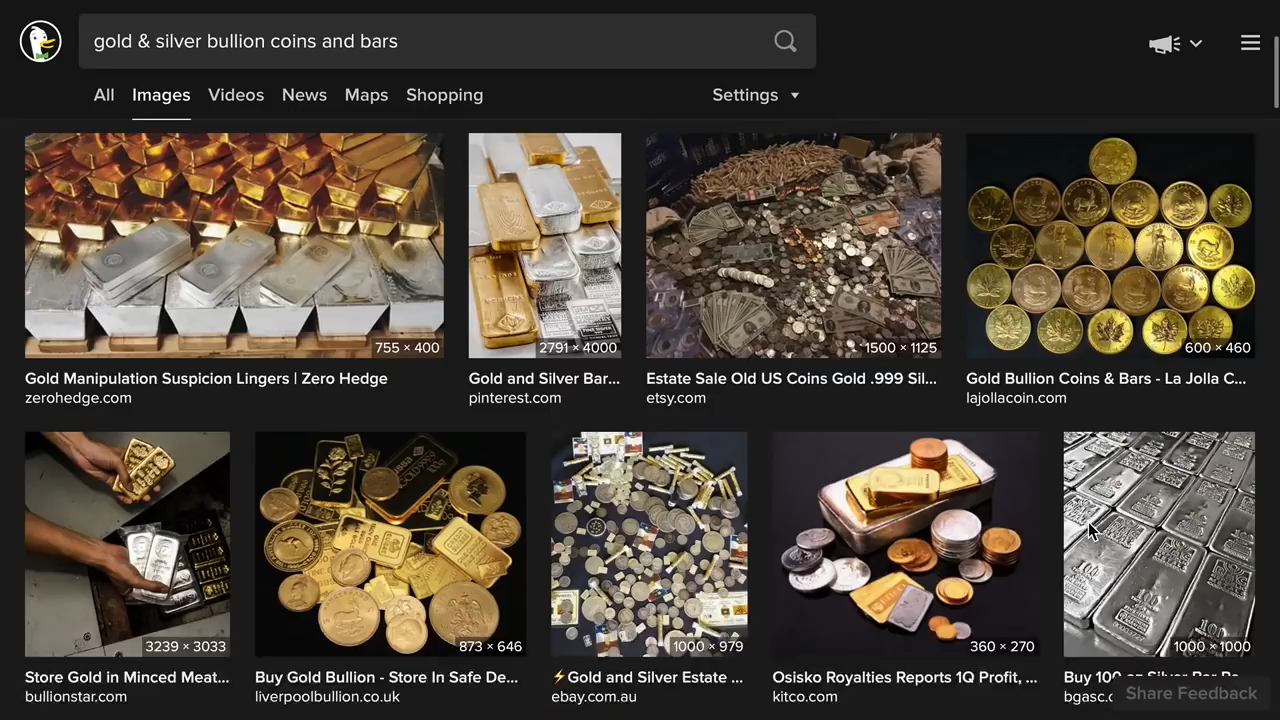 gold & silver bullion coins and bars
All Images Videos News Maps Shopping Settings
755 × 400
2791 × 4000
1500 × 1125
600 × 460
Gold Manipulation Suspicion Lingers | Zero Hedge
zerohedge.com
Gold and Silver Bar...
pinterest.com
Estate Sale Old US Coins Gold .999 Sil...
etsy.com
Gold Bullion Coins & Bars - La Jolla C...
lajollacoin.com
3239 × 3033
873 × 646
1000 × 979
360 × 270
100
100
1000 × 1000
Store Gold in Minced Meat...
bullionstar.com
Buy Gold Bullion - Store In Safe De...
liverpoolbullion.co.uk
⚡Gold and Silver Estate ...
ebay.com.au
Osisko Royalties Reports 1Q Profit, ...
kitco.com
Buy 100 oz Silver Bar
bgasc.
Share Feedback